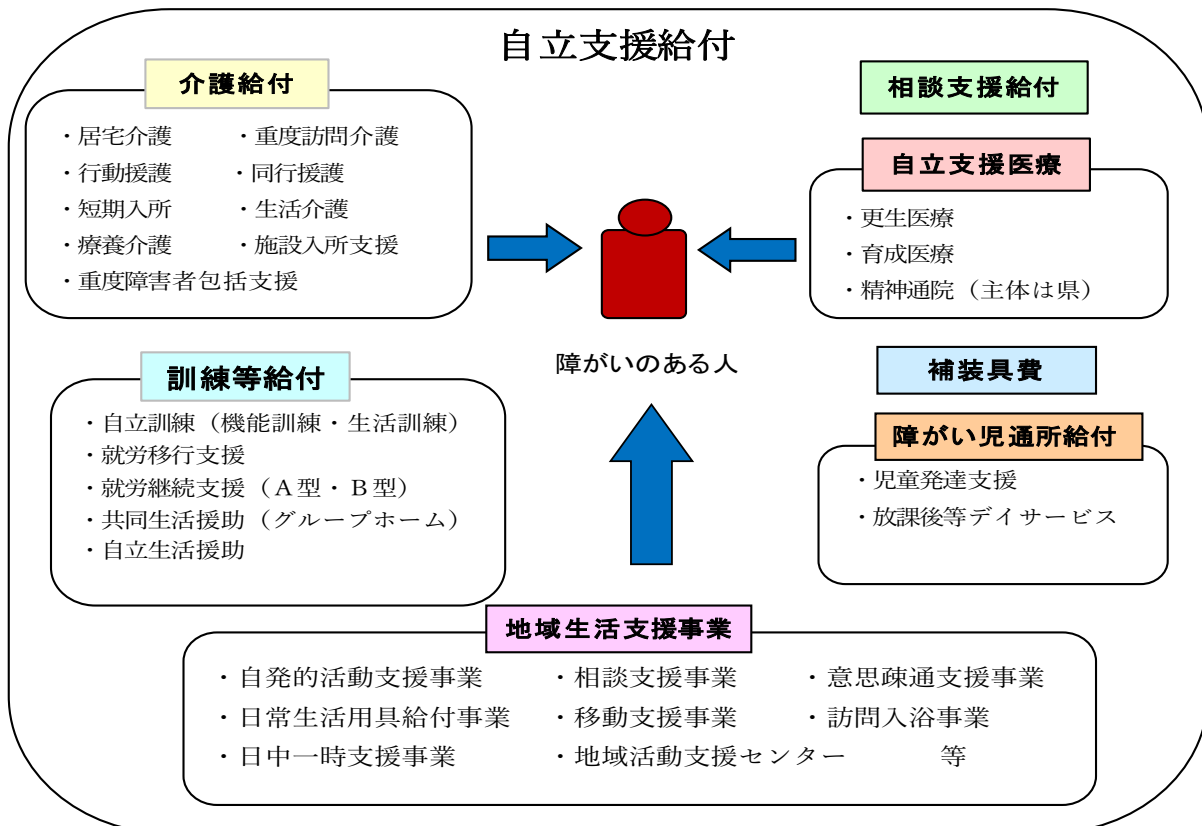 自立支援給付
介護給付
・居宅介護 ・重度訪問介護
・行動援護 ・同行援護
・短期入所 ・生活介護
・療養介護 ・施設入所支援
・重度障害者包括支援
相談支援給付
自立支援医療
・更生医療
・育成医療
・精神通院（主体は県）
障がいのある人
訓練等給付
・自立訓練（機能訓練・生活訓練）
・就労移行支援
・就労継続支援（Ａ型・Ｂ型）
・共同生活援助（グループホーム）
・自立生活援助
補装具費
障がい児通所給付
・児童発達支援
・放課後等デイサービス
地域生活支援事業
・自発的活動支援事業 ・相談支援事業 ・意思疎通支援事業
・日常生活用具給付事業 ・移動支援事業 ・訪問入浴事業
・日中一時支援事業 ・地域活動支援センター 等